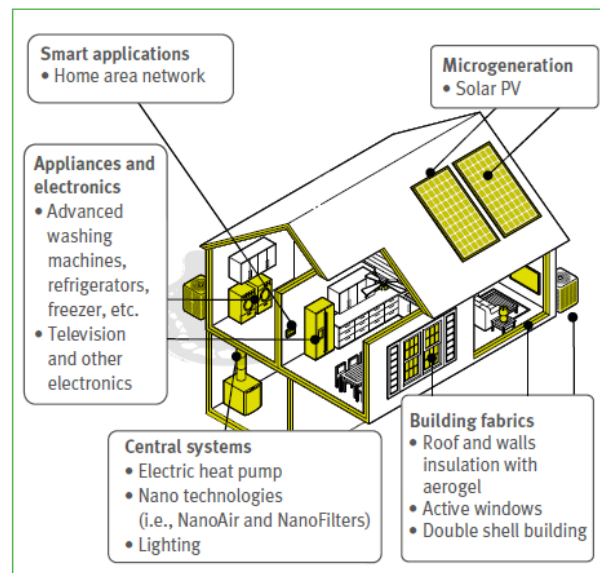 Smart applications
• Home area network
Microgeneration
• Solar PV
Appliances and
electronics
• Advanced
washing
machines,
refrigerators,
freezer, etc.
• Television
and other
electronics
Central systems
• Electric heat pump
• Nano technologies
(i.e., NanoAir and NanoFilters)
• Lighting
Building fabrics
• Roof and walls
insulation with
aerogel
• Active windows
• Double shell building